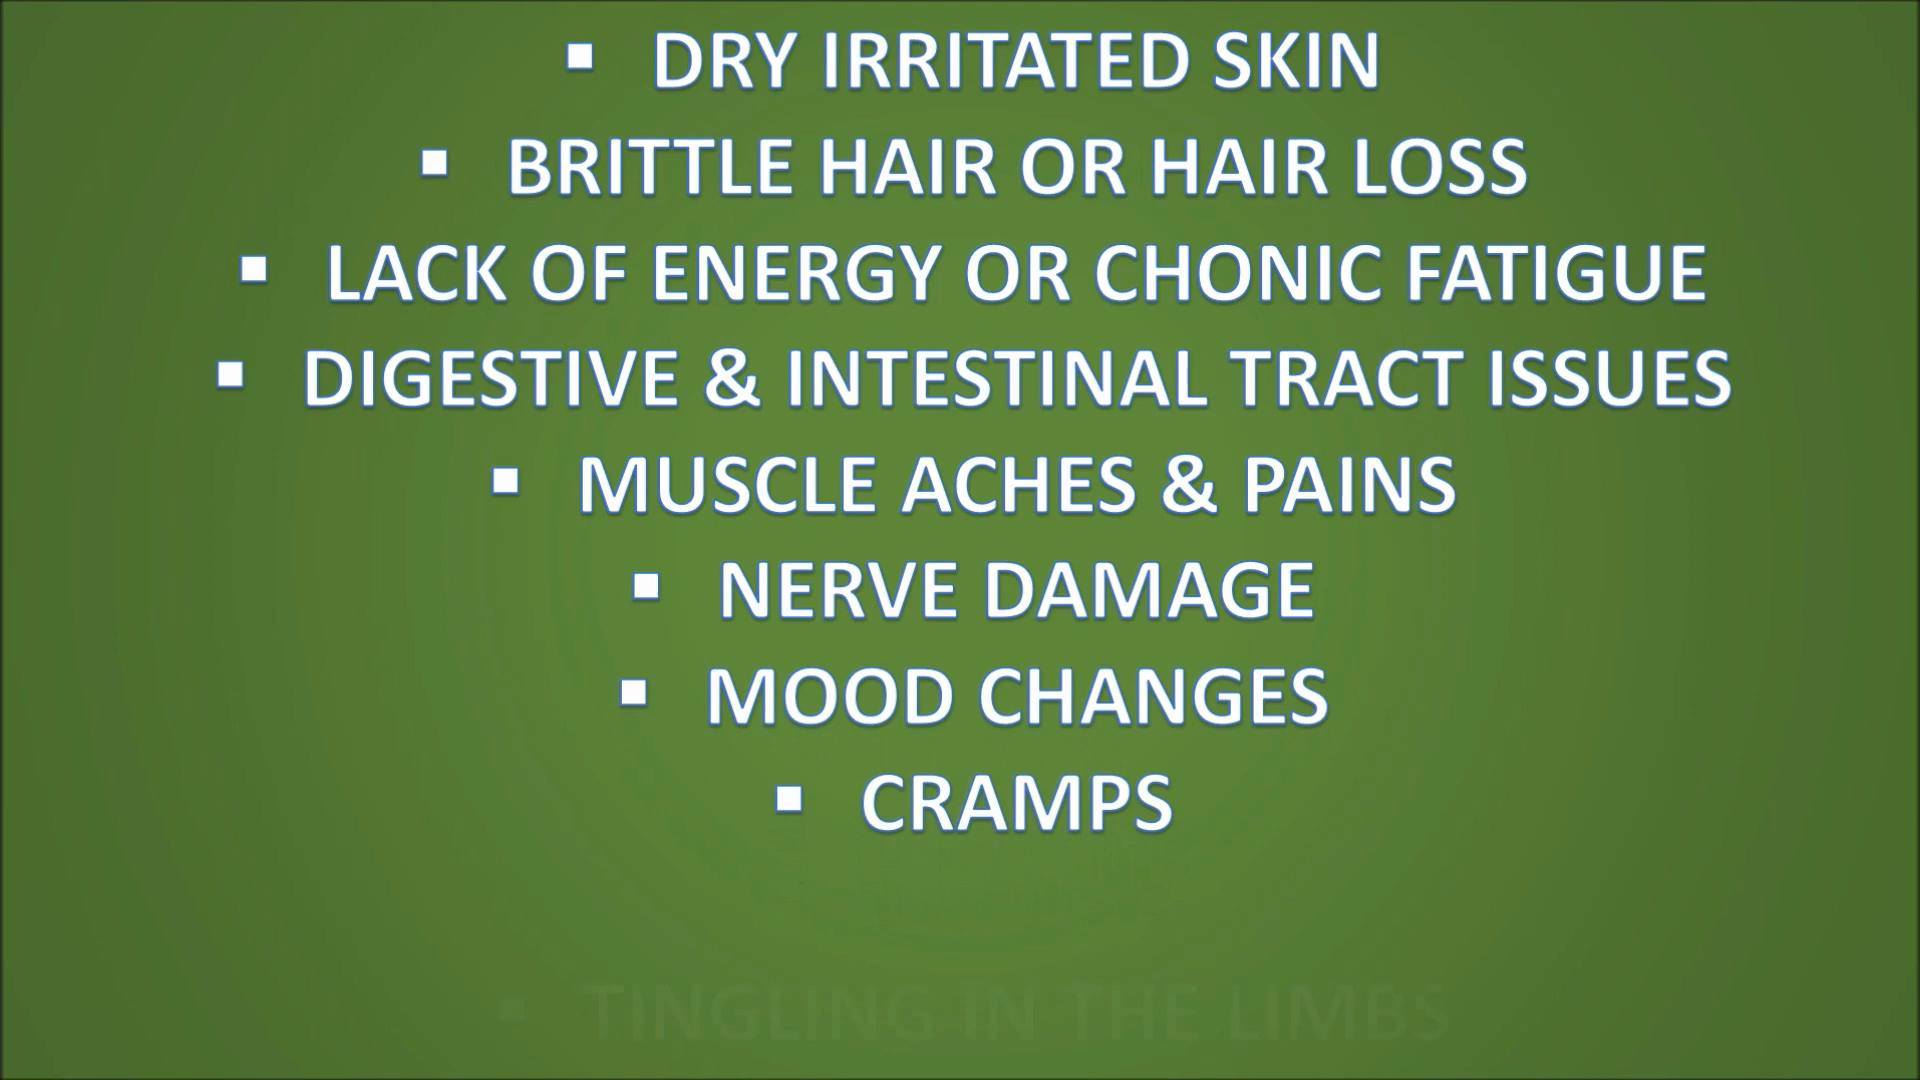 ▪ DRY IRRITATED SKIN
▪ BRITTLE HAIR OR HAIR LOSS
▪ LACK OF ENERGY OR CHONIC FATIGUE
▪ DIGESTIVE & INTESTINAL TRACT ISSUES
▪ MUSCLE ACHES & PAINS
▪ NERVE DAMAGE
▪ MOOD CHANGES
▪ CRAMPS
▪ TINGLING IN THE LIMBS